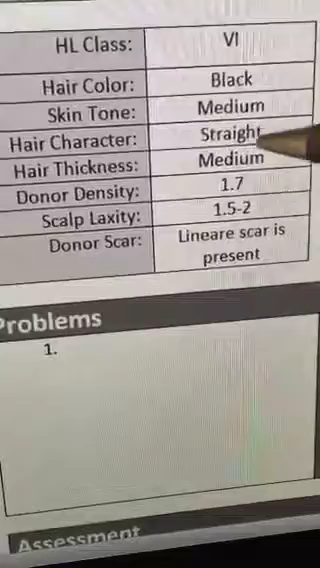 HL Class: VI
Hair Color: Black
Skin Tone: Medium
Hair Character: Straight
Hair Thickness: Medium
Donor Density: 1.7
Scalp Laxity: 1.5-2
Donor Scar: Lineare scar is
present
Problems
1.
Assessment